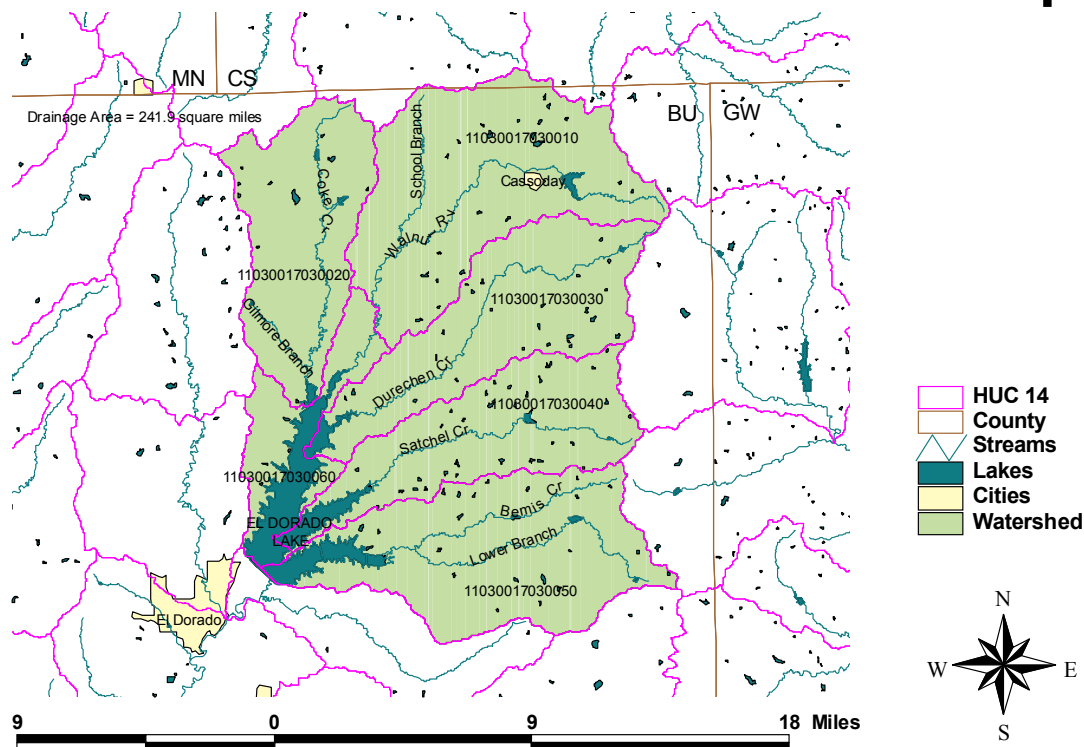 MN CS
Drainage Area = 241.9 square miles
BU GW
School Branch
11030017030010
Cassoday
Cole Cr
Walnut Rv
11030017030020
11030017030030
Gilmore Branch
Durechen Cr
11030017030040
Satchel Cr
11030017030060
Bemis Cr
EL DORADO
LAKE
Lower Branch
11030017030050
El Dorado
HUC 14
County
Streams
Lakes
Cities
Watershed
N
W E
S
9 0 9 18 Miles